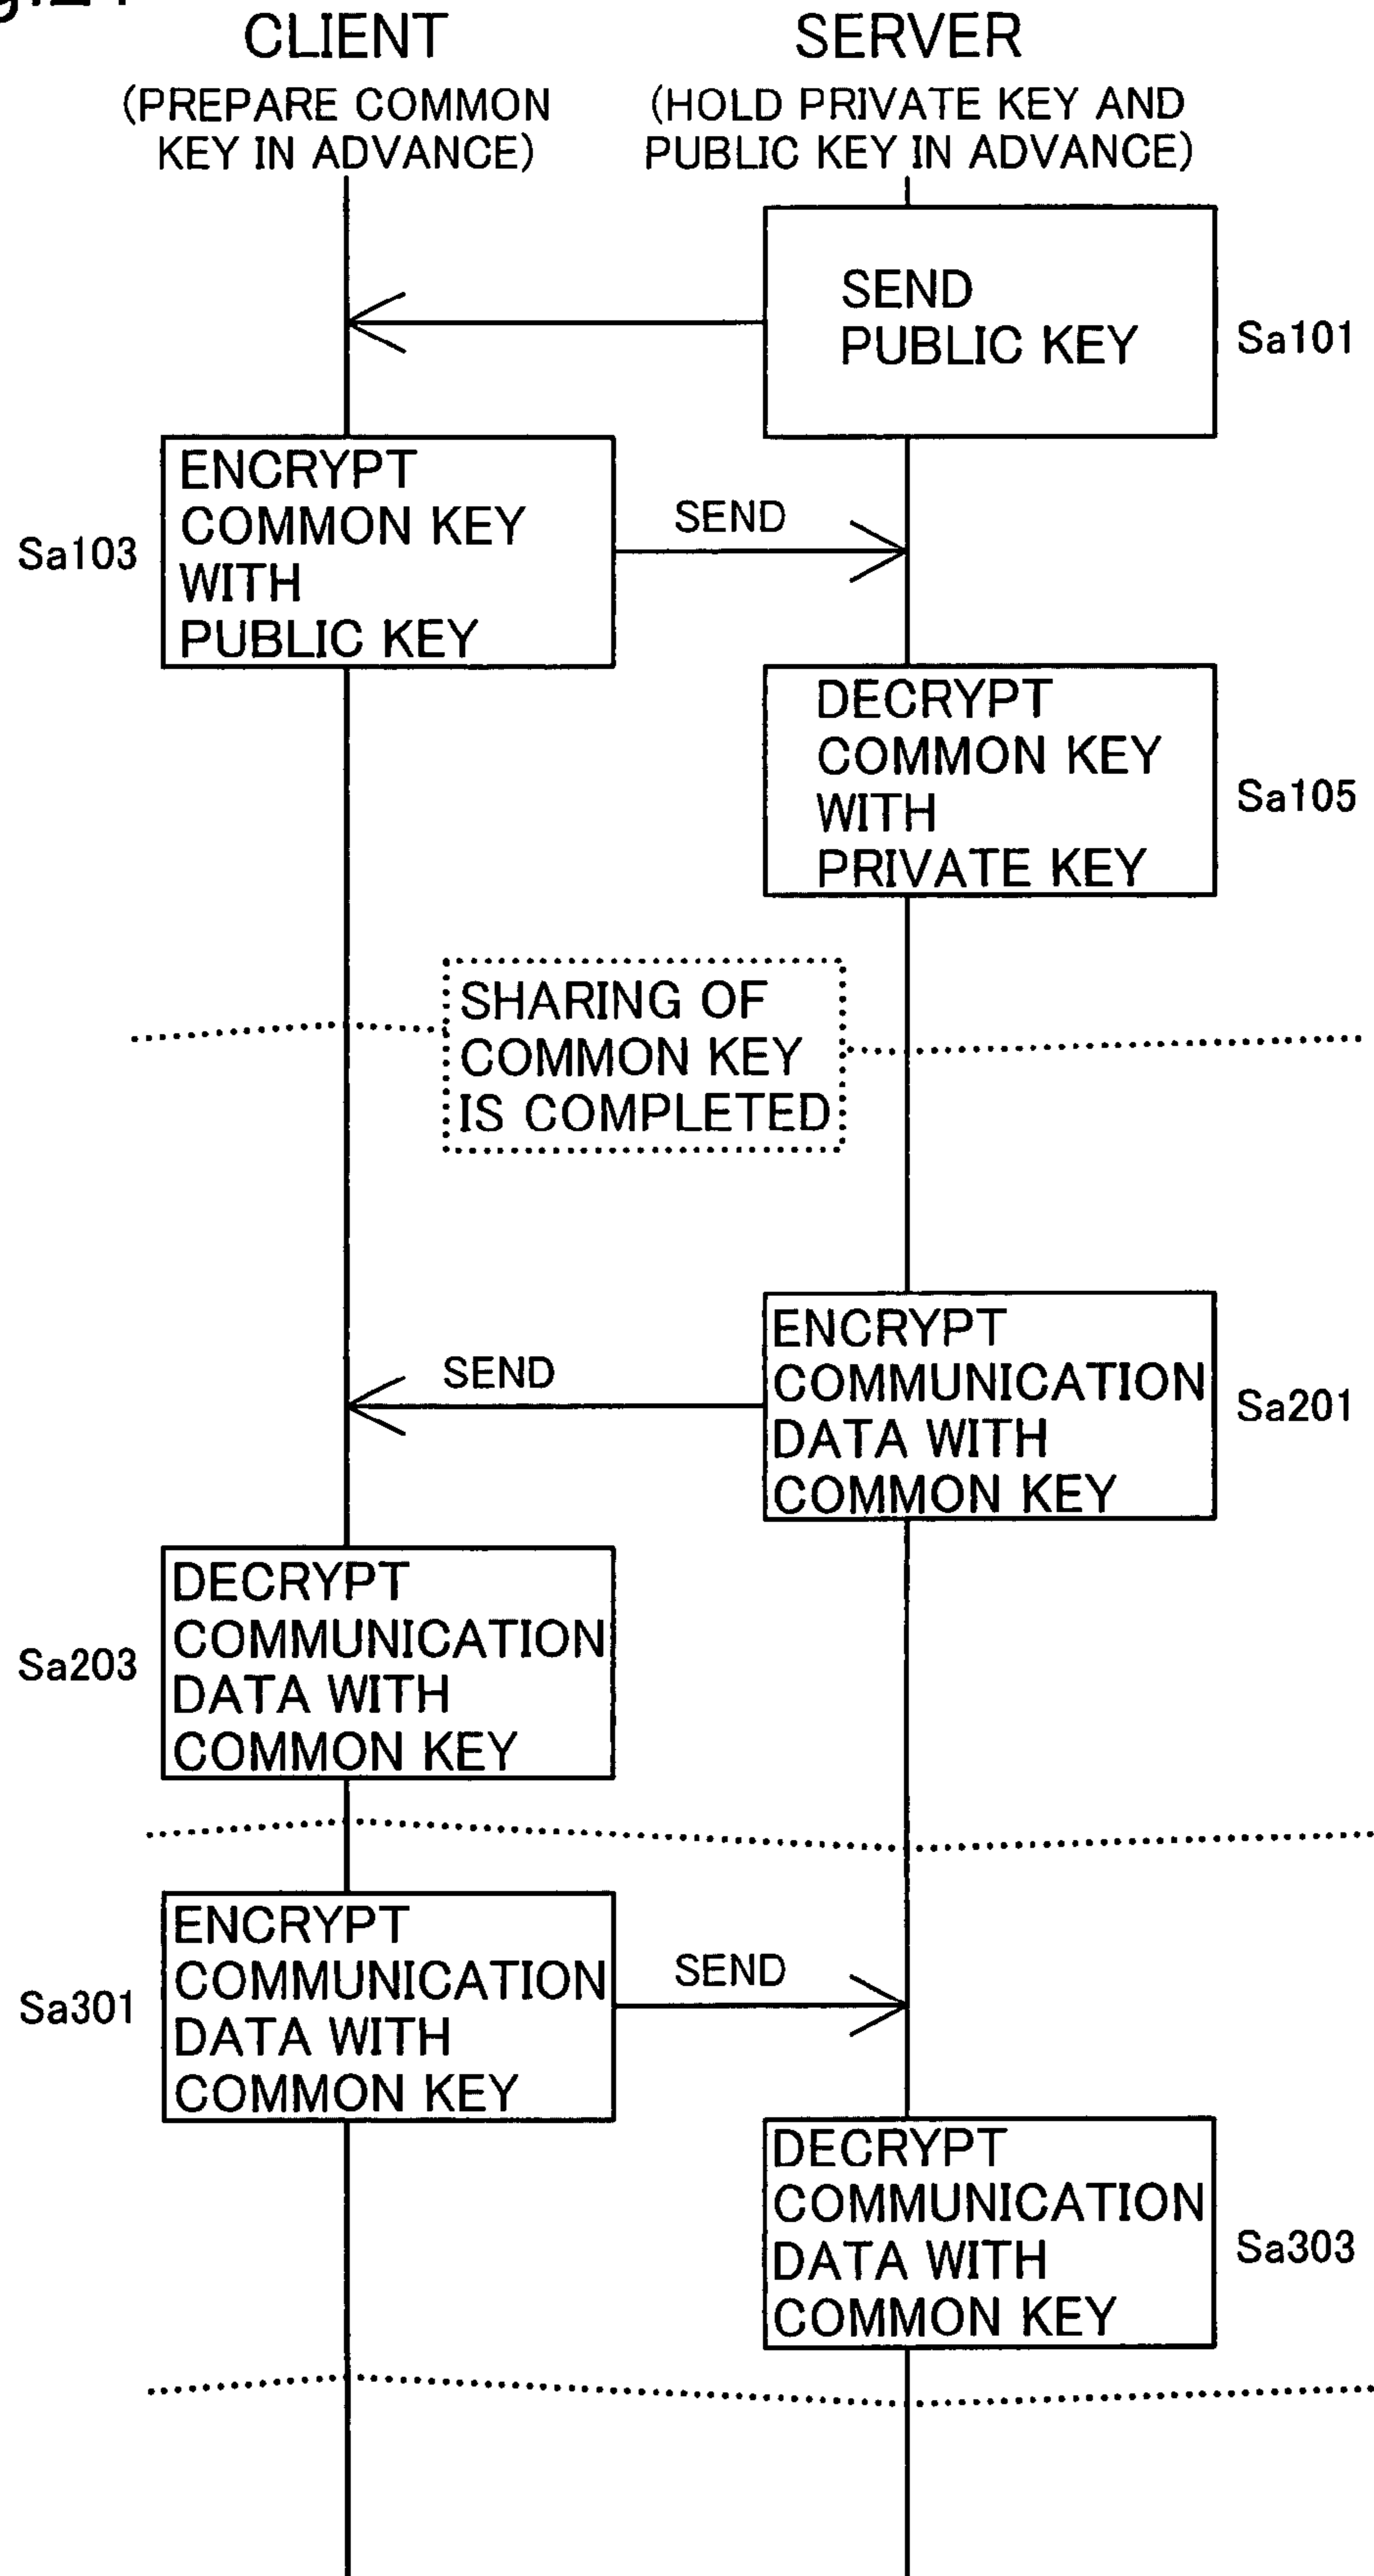 CLIENT
SERVER
(PREPARE COMMON
KEY IN ADVANCE)
(HOLD PRIVATE KEY AND
PUBLIC KEY IN ADVANCE)
SEND
PUBLIC KEY
Sa101
ENCRYPT
COMMON KEY
WITH
PUBLIC KEY
Sa103
SEND
DECRYPT
COMMON KEY
WITH
PRIVATE KEY
Sa105
SHARING OF
COMMON KEY
IS COMPLETED
ENCRYPT
COMMUNICATION
DATA WITH
COMMON KEY
Sa201
SEND
DECRYPT
COMMUNICATION
DATA WITH
COMMON KEY
Sa203
ENCRYPT
COMMUNICATION
DATA WITH
COMMON KEY
Sa301
SEND
DECRYPT
COMMUNICATION
DATA WITH
COMMON KEY
Sa303